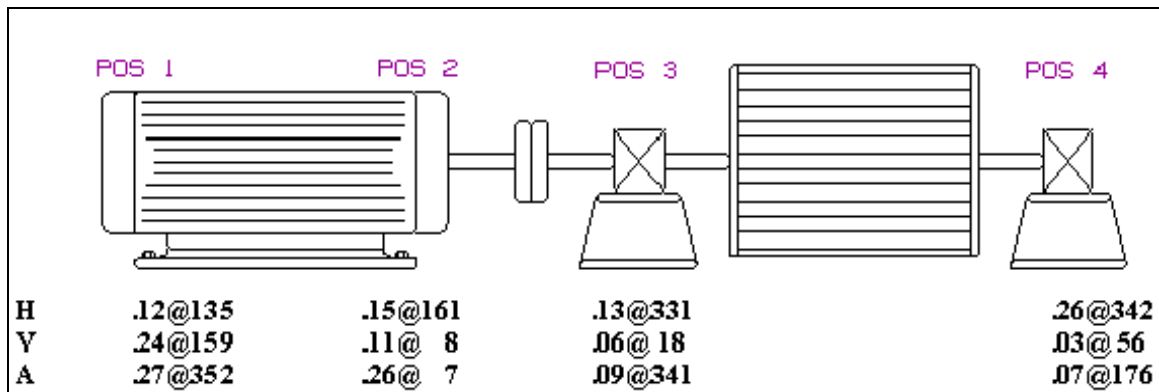 POS 1 POS 2 POS 3 POS 4
H .12@135 .15@161 .13@331 .26@342
V .24@159 .11@ 8 .06@ 18 .03@ 56
A .27@352 .26@ 7 .09@341 .07@176